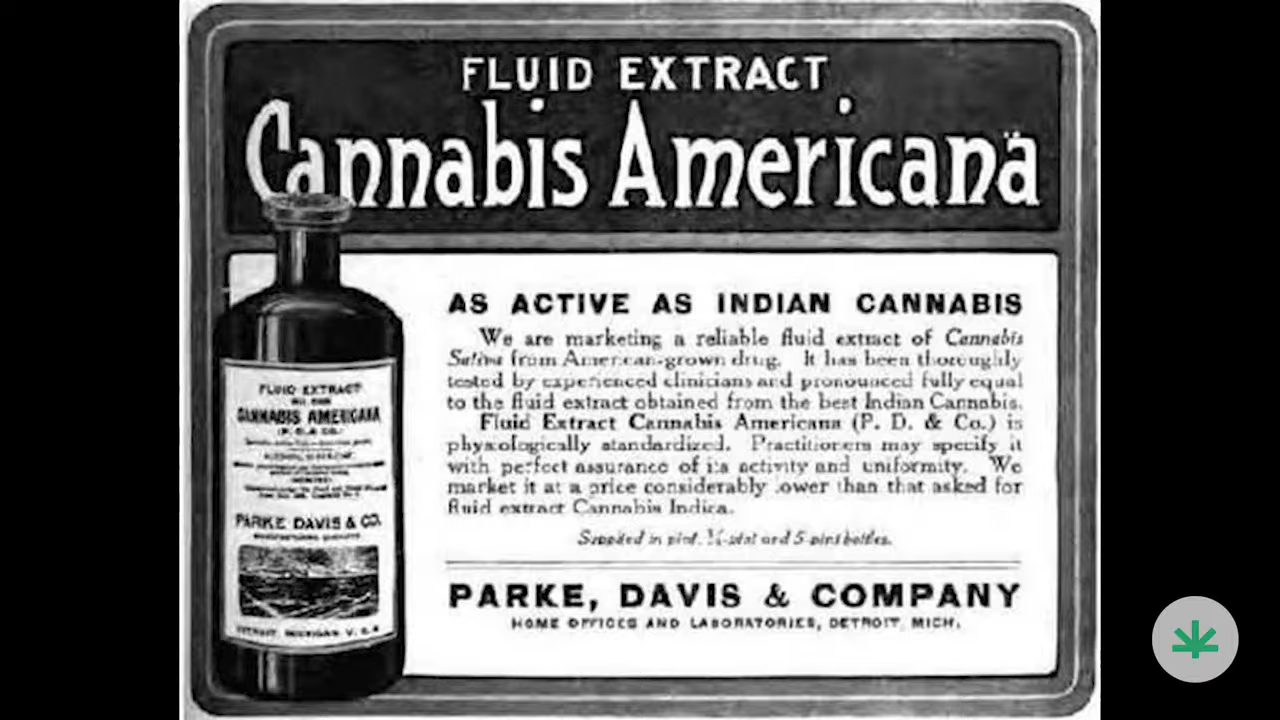 FLUID EXTRACT
Cannabis Americana
AS ACTIVE AS INDIAN CANNABIS
We are marketing a reliable fluid extract of Cannabis
Sativa from American-grown drug. It has been thoroughly
tested by experienced clinicians and pronounced fully equal
to the fluid extract obtained from the best Indian Cannabis.
Fluid Extract Cannabis Americana (P. D. & Co.) is
physiologically standardized. Practitioners may specify it
with perfect assurance of its activity and uniformity. We
market it at a price considerably lower than that asked for
fluid extract Cannabis Indica.
Supplied in pint, ½-pint and 5-pint bottles.
PARKE, DAVIS & COMPANY
HOME OFFICES AND LABORATORIES, DETROIT, MICH.
FLUID EXTRACT
CANNABIS AMERICANA
(P. D. & CO.)
PARKE DAVIS & CO.
DETROIT, MICHIGAN, U.S.A